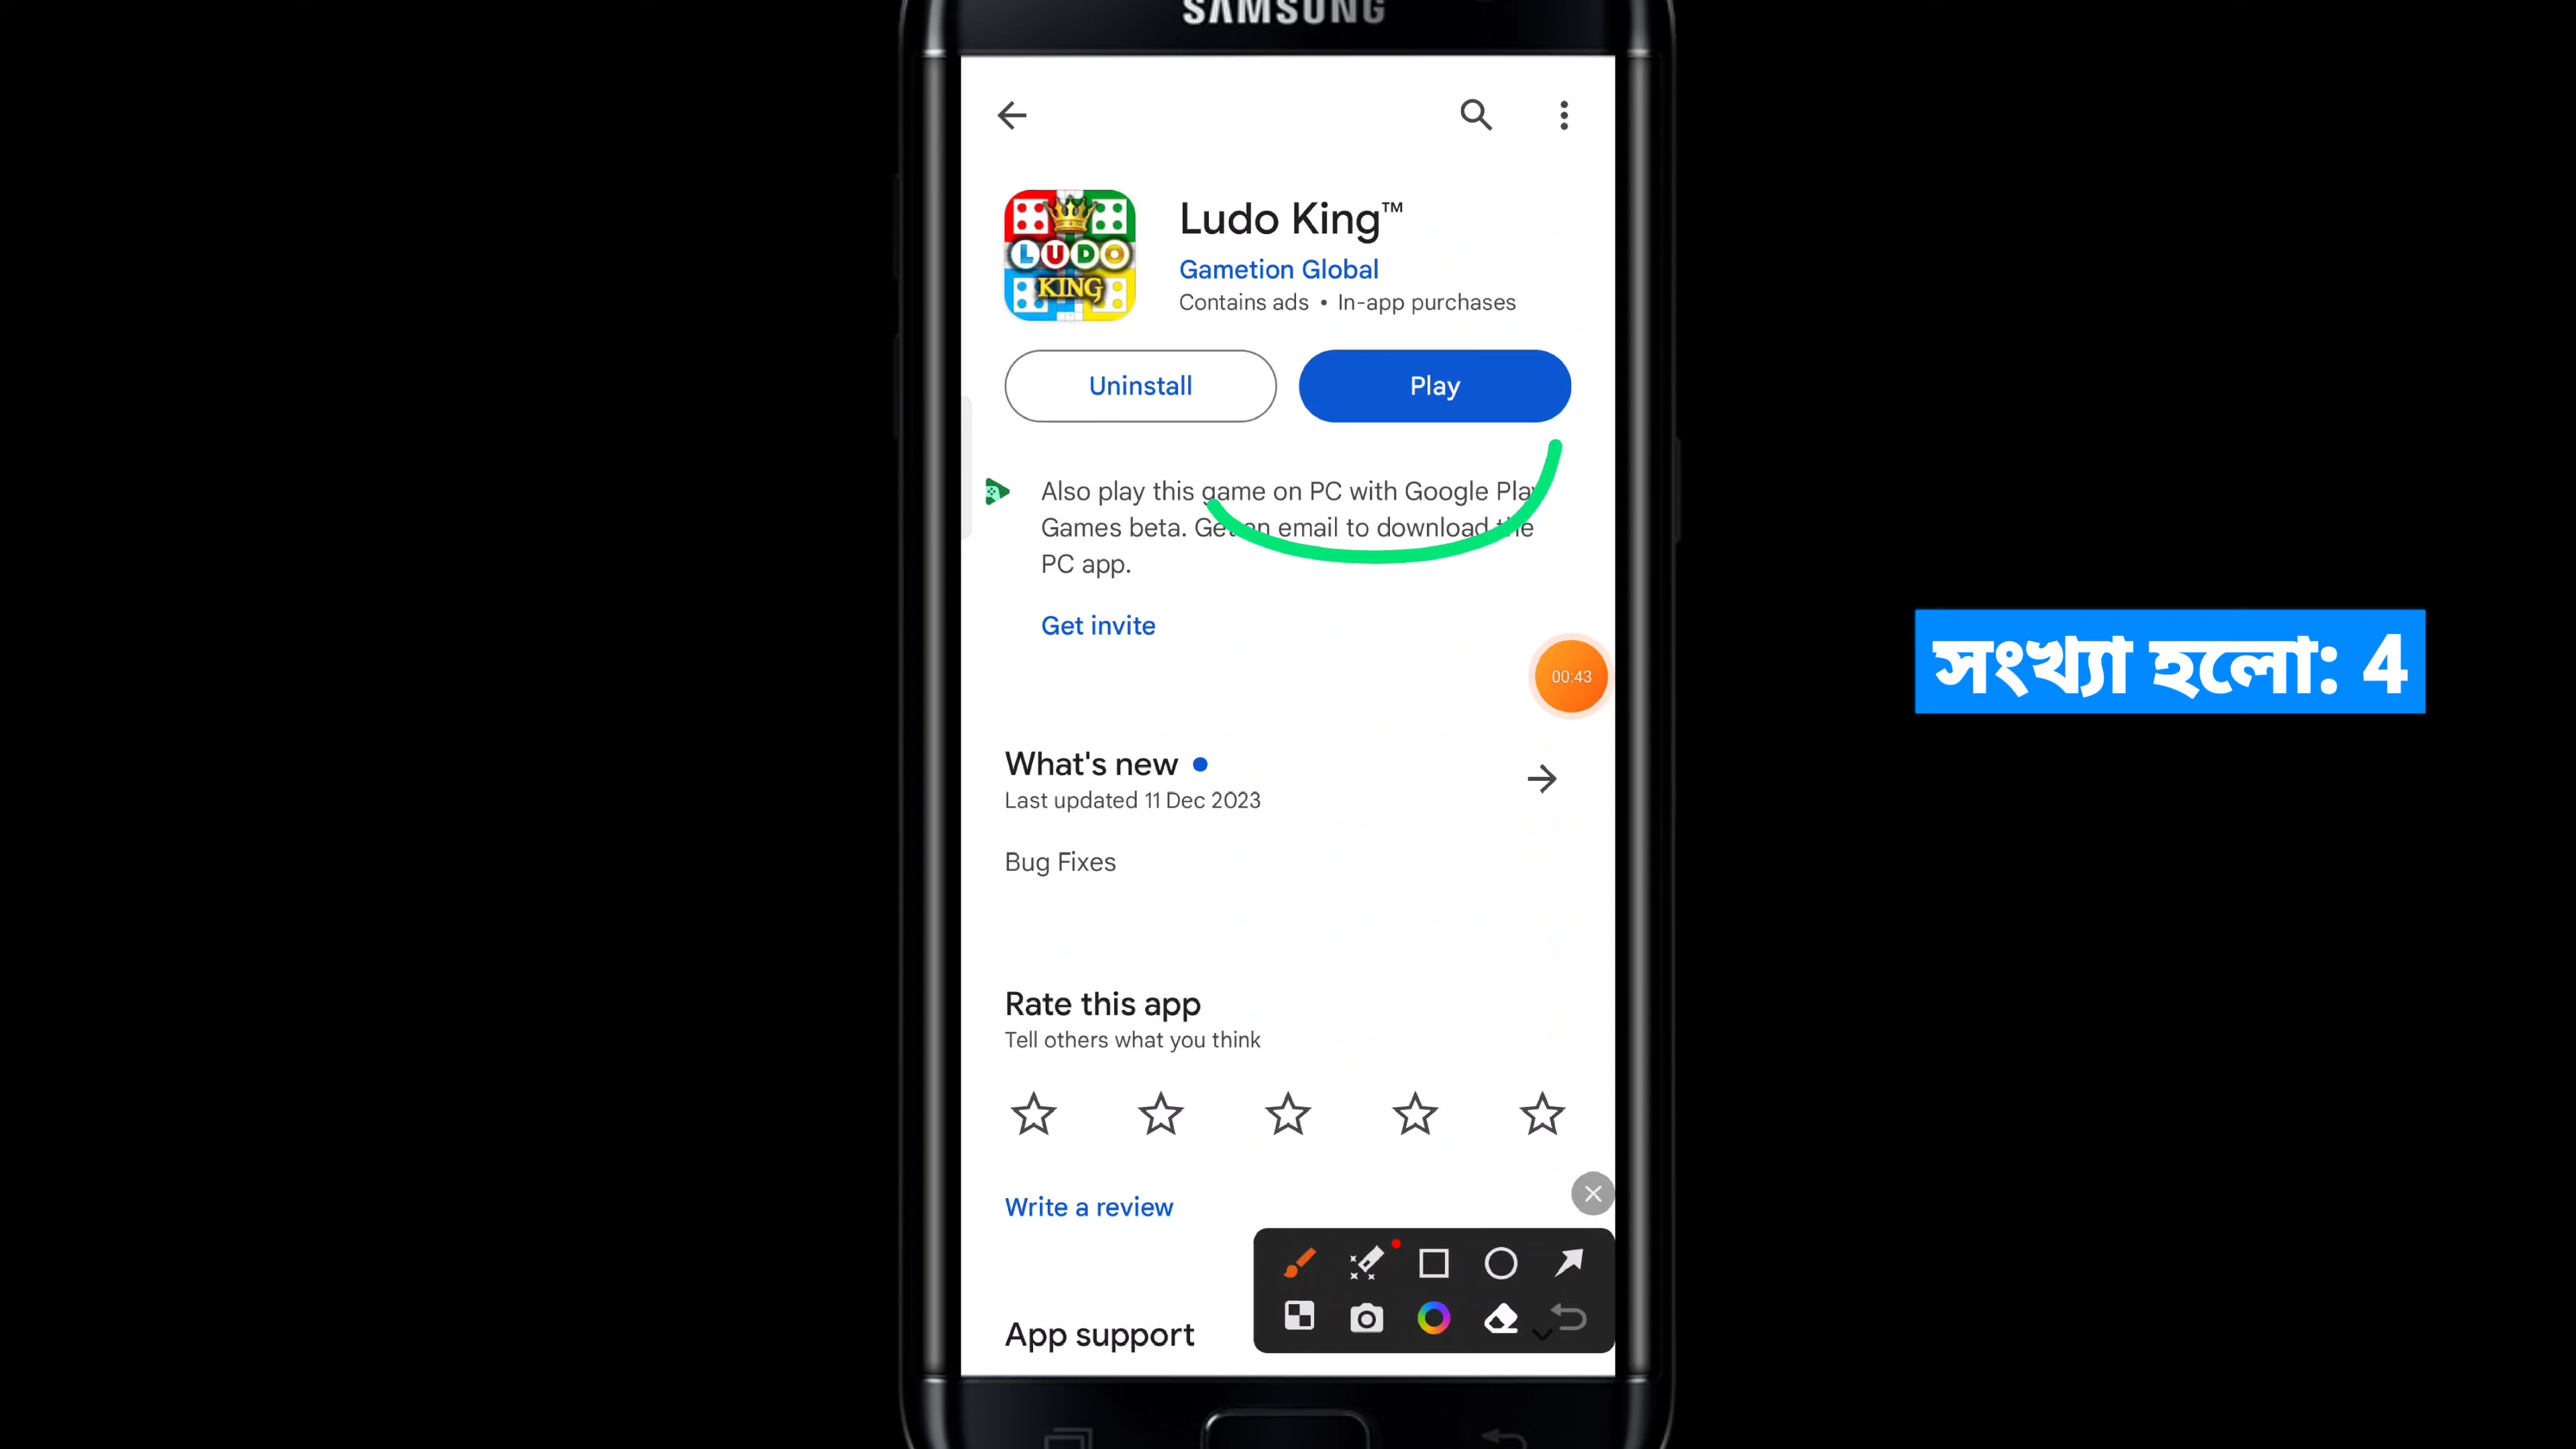 SAMSUNG
Ludo King™
Gametion Global
Contains ads • In-app purchases
LUDO
KING
Uninstall
Play
Also play this game on PC with Google Play
Games beta. Get an email to download the
PC app.
Get invite
00:43
সংখ্যা হলো: 4
What's new
Last updated 11 Dec 2023
Bug Fixes
Rate this app
Tell others what you think
Write a review
App support